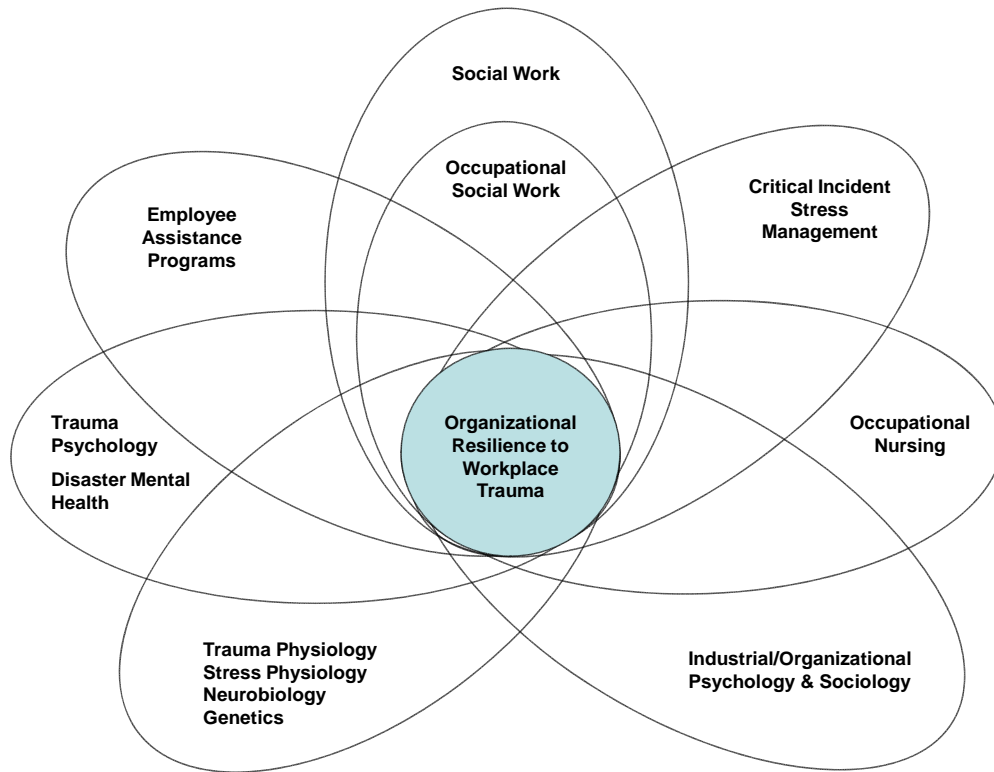 Social Work
Occupational
Social Work
Employee
Assistance
Programs
Critical Incident
Stress
Management
Trauma
Psychology
Disaster Mental
Health
Organizational
Resilience to
Workplace
Trauma
Occupational
Nursing
Trauma Physiology
Stress Physiology
Neurobiology
Genetics
Industrial/Organizational
Psychology & Sociology